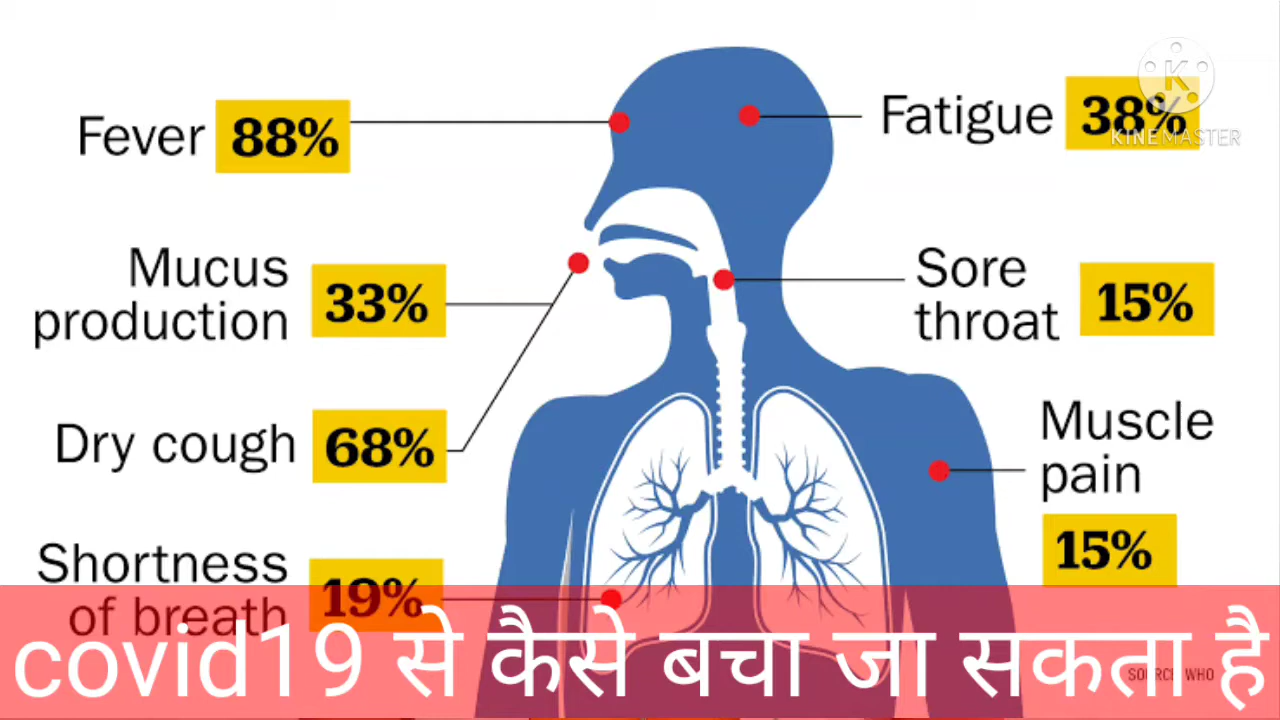 Fever 88%
Fatigue 38%
KINEMASTER
Mucus
production 33%
Sore
throat 15%
Dry cough 68%
Muscle
pain
15%
Shortness
of breath 19%
covid19 से कैसे बचा जा सकता है
SOURCE WHO